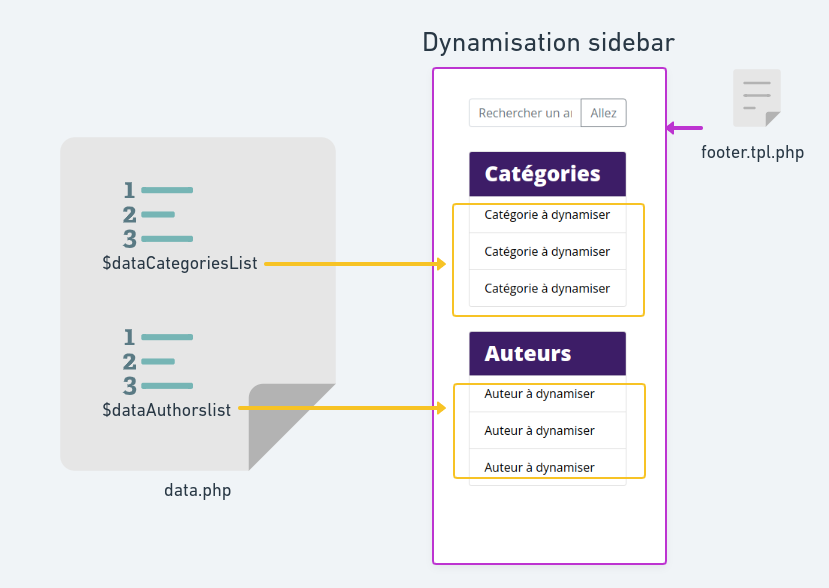 Dynamisation sidebar
Rechercher un ar
Allez
footer.tpl.php
Catégories
Catégorie à dynamiser
Catégorie à dynamiser
Catégorie à dynamiser
1
2
3
$dataCategoriesList
Auteurs
Auteur à dynamiser
Auteur à dynamiser
Auteur à dynamiser
1
2
3
$dataAuthorslist
data.php